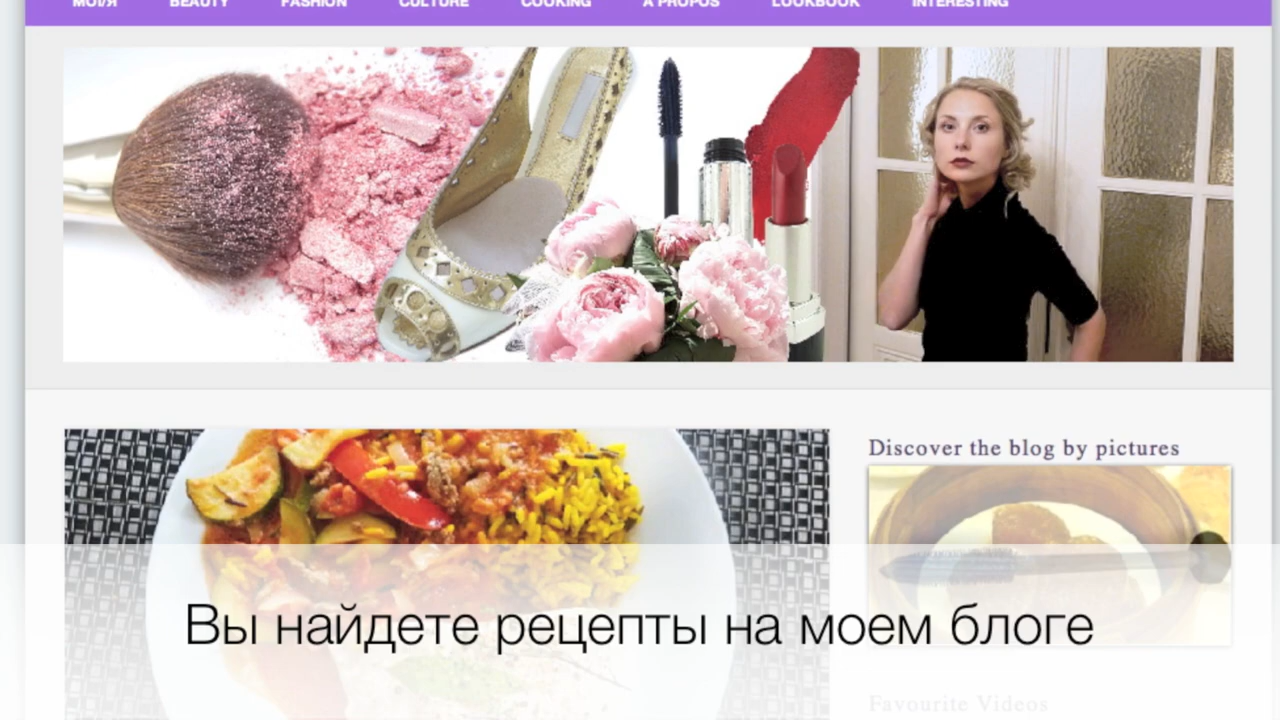 МОЙЯ BEAUTY FASHION CULTURE COOKING A PROPOS LOOKBOOK INTERESTING
Discover the blog by pictures
Вы найдете рецепты на моем блоге
Favourite Videos